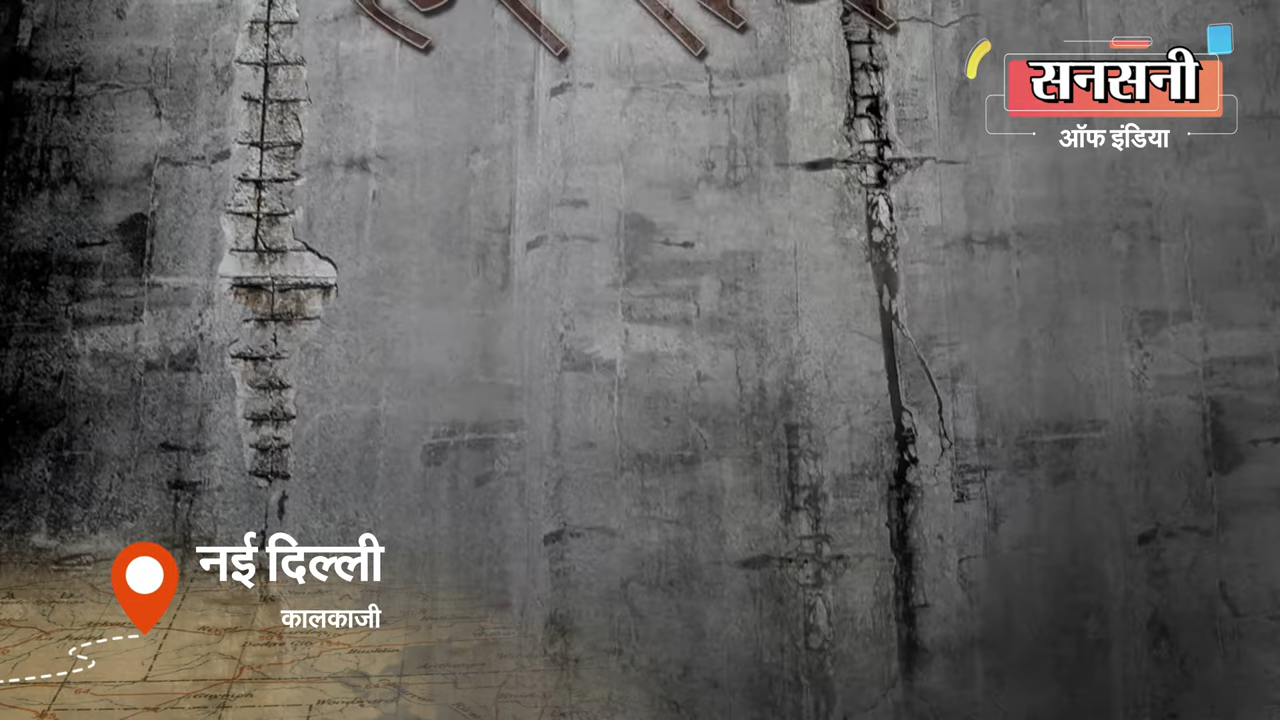 सनसनी
ऑफ इंडिया
नई दिल्ली
कालकाजी